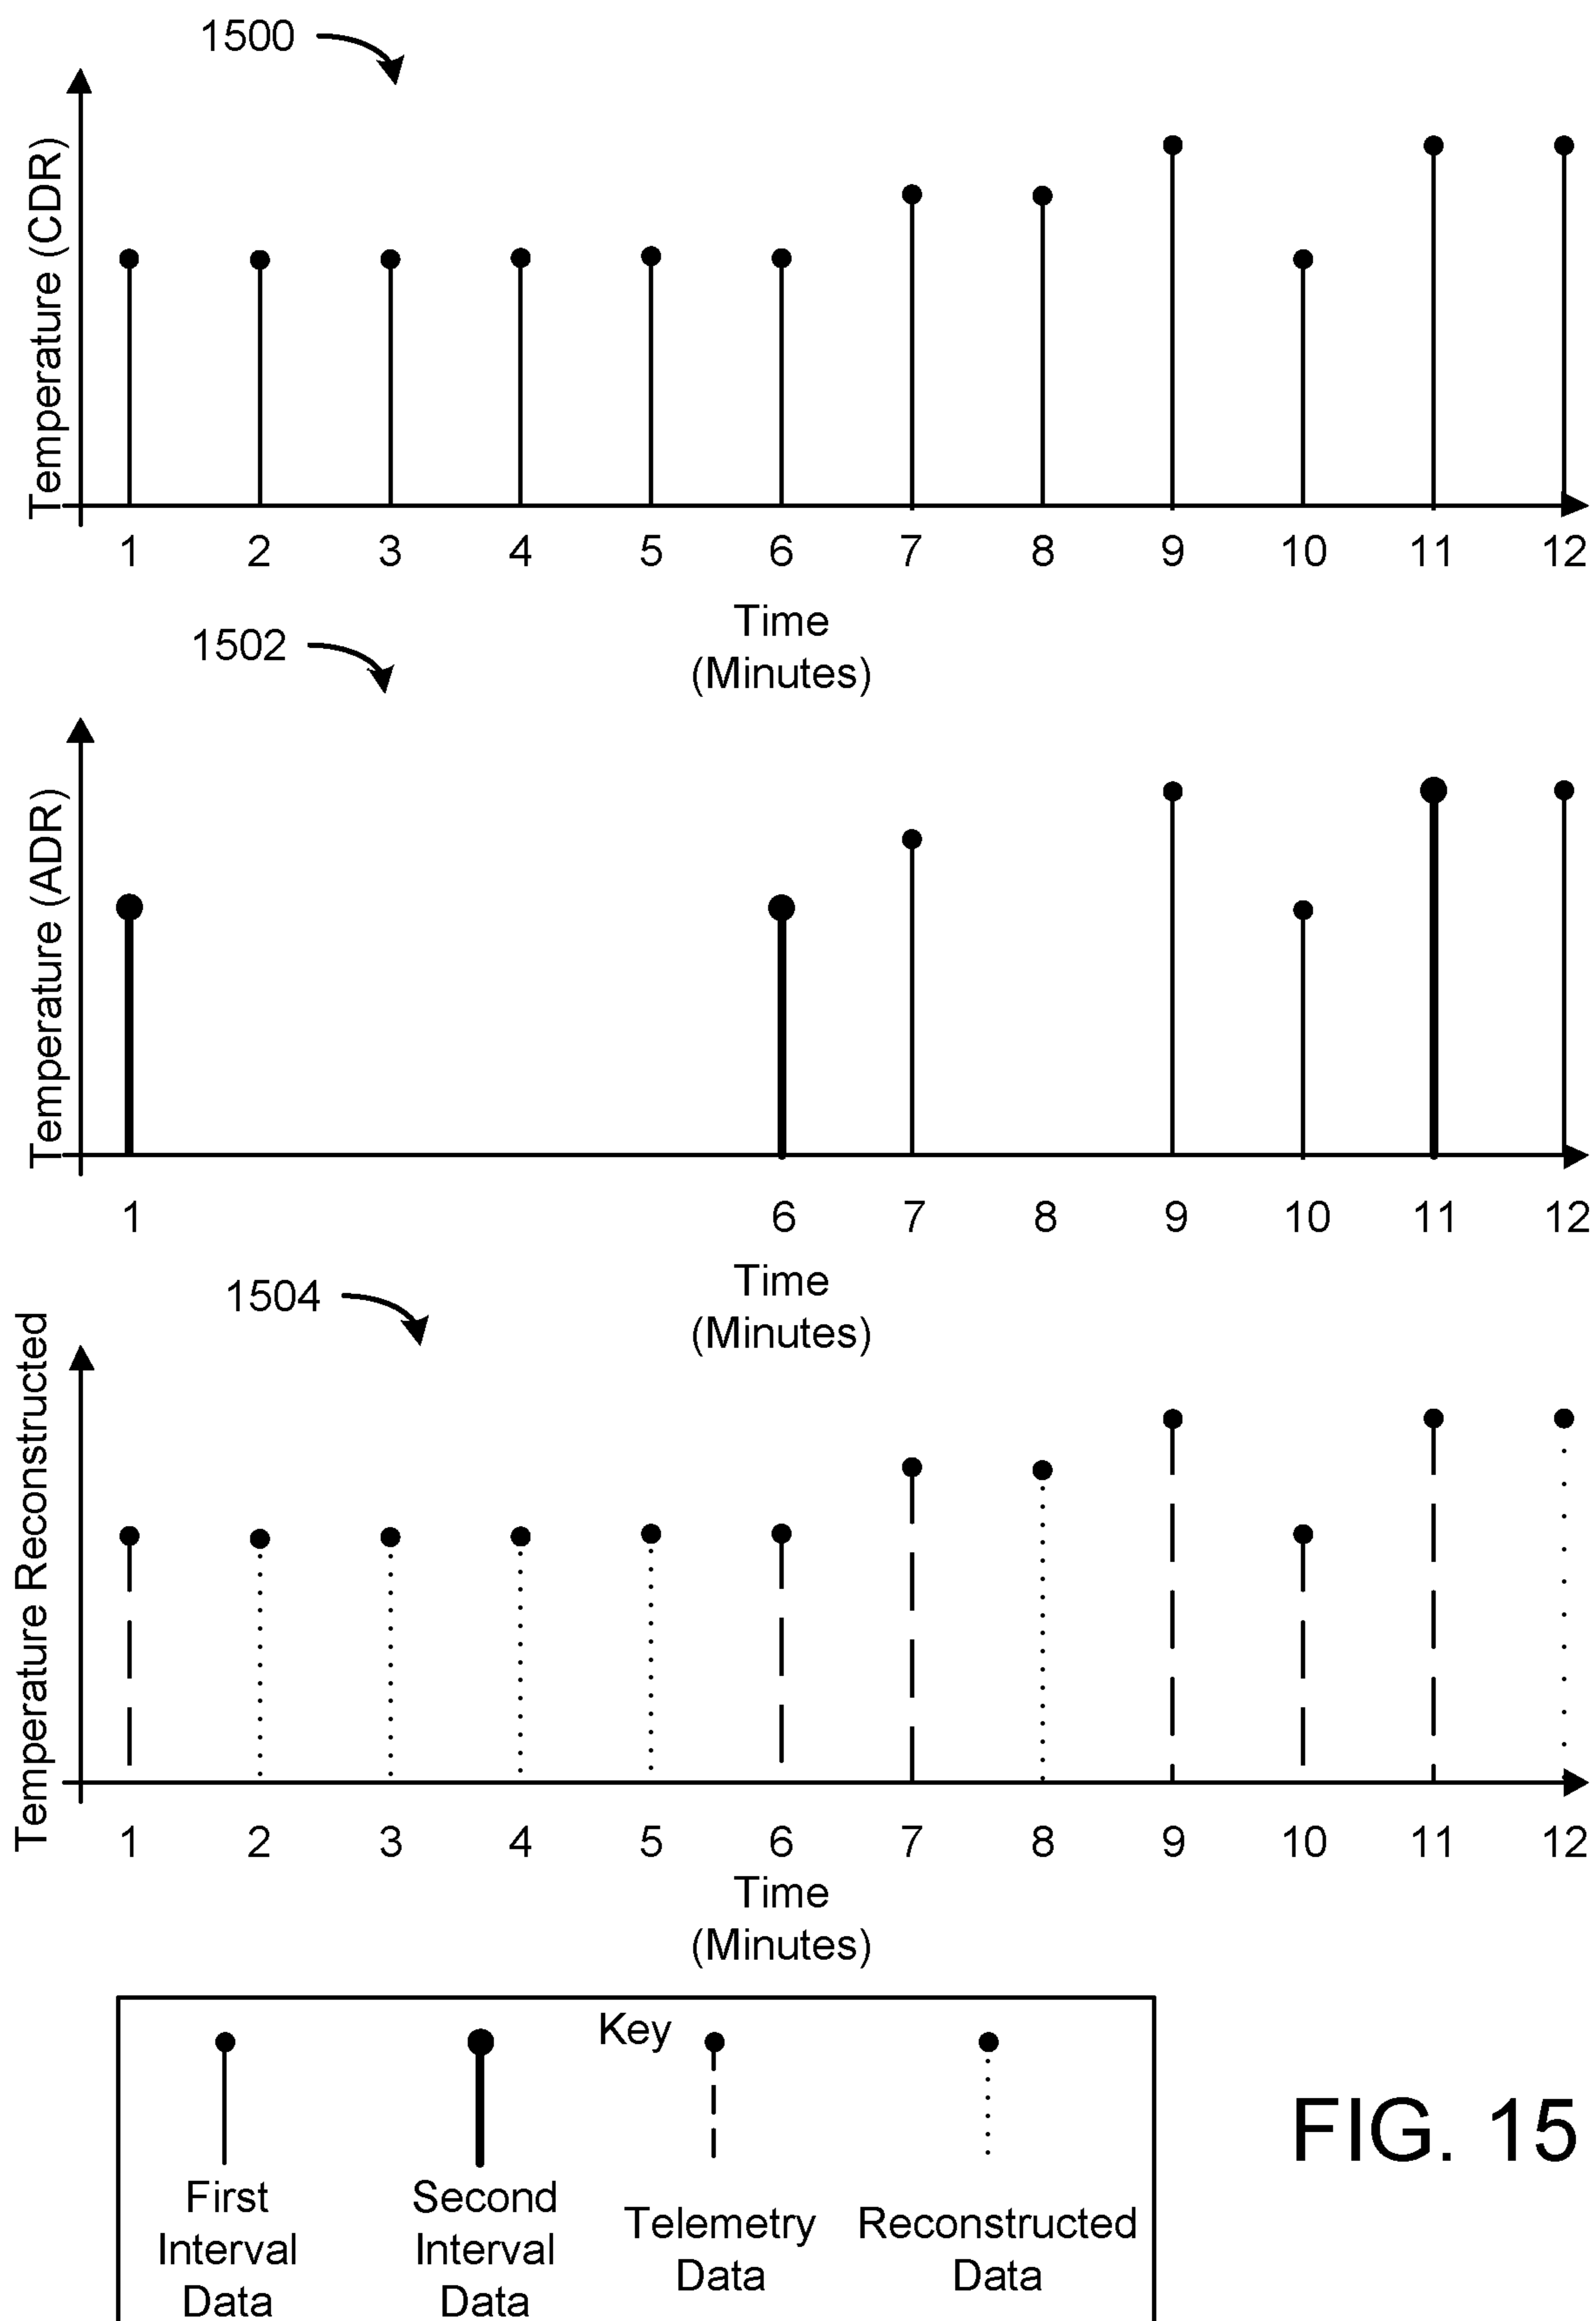 1500
Temperature (CDR)
1 2 3 4 5 6 7 8 9 10 11 12
Time
(Minutes)
1502
Temperature (ADR)
1 6 7 8 9 10 11 12
Time
(Minutes)
1504
Temperature Reconstructed
1 2 3 4 5 6 7 8 9 10 11 12
Time
(Minutes)
Key
First
Interval
Data
Second
Interval
Data
Telemetry
Data
Reconstructed
Data
FIG. 15